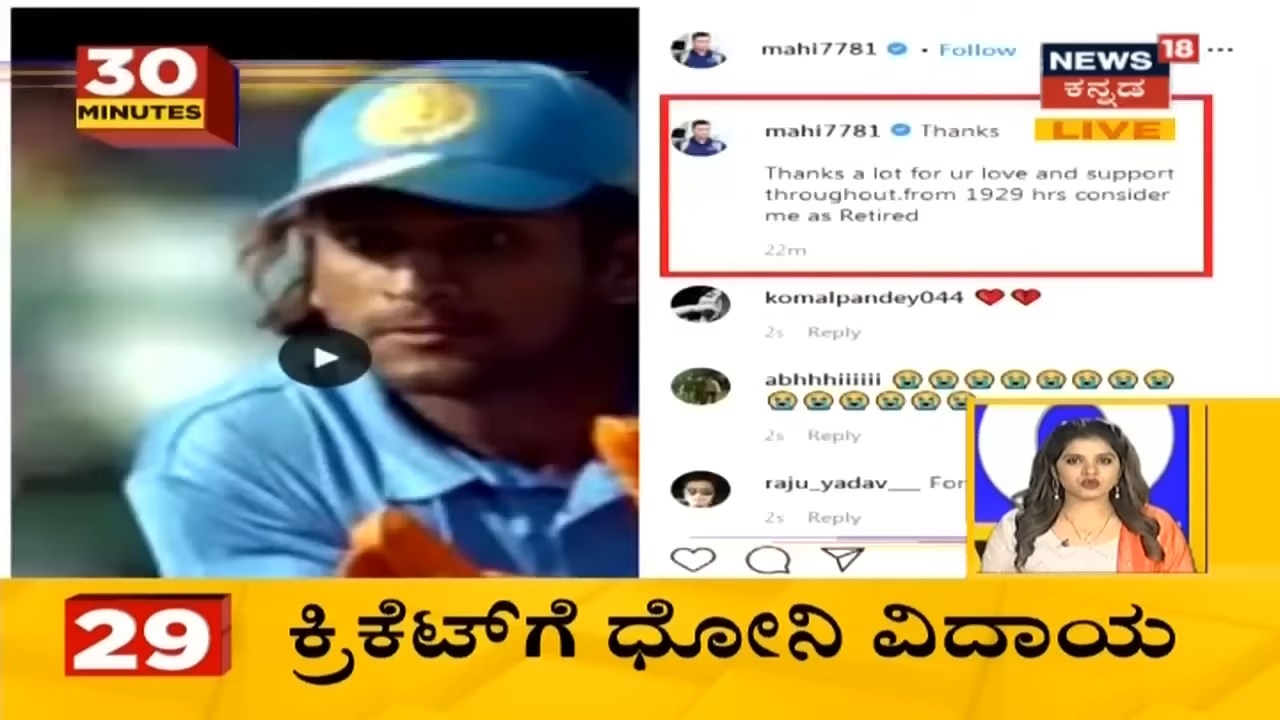 30
MINUTES
mahi7781 • Follow
NEWS 18
ಕನ್ನಡ
LIVE
mahi7781 Thanks
Thanks a lot for ur love and support
throughout.from 1929 hrs consider
me as Retired
22m
komalpandey044
2s Reply
abhhhiiiiiii
2s Reply
raju_yadav___ For
2s Reply
29 ಕ್ರಿಕೆಟ್‌ಗೆ ಧೋನಿ ವಿದಾಯ